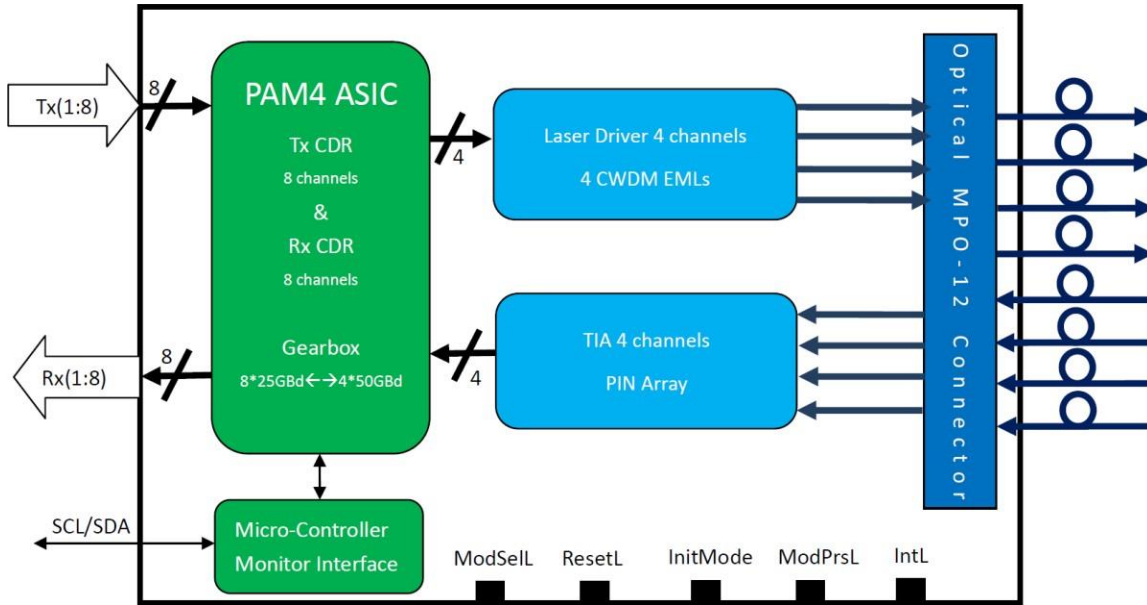 Tx(1:8)
8
PAM4 ASIC
Tx CDR
8 channels
&
Rx CDR
8 channels
Gearbox
8*25GBd←→4*50GBd
4
Laser Driver 4 channels
4 CWDM EMLs
Optical MPO-12 Connector
Rx(1:8)
8
4
TIA 4 channels
PIN Array
SCL/SDA
Micro-Controller
Monitor Interface
ModSelL
ResetL
InitMode
ModPrsL
IntL